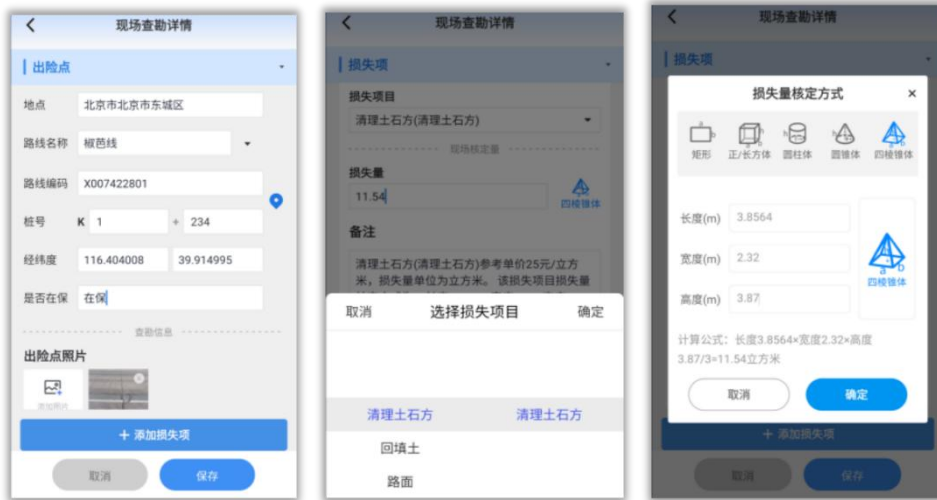 现场查勘详情
出险点
地点 北京市北京市东城区
路线名称 椒芭线
路线编码 X007422801
桩号 K 1 + 234
经纬度 116.404008 39.914995
是否在保 在保
查勘信息
出险点照片
添加照片
+ 添加损失项
取消 保存
现场查勘详情
损失项
损失项目
清理土石方(清理土石方)
现场核定量
损失量
11.54
四棱锥体
备注
清理土石方(清理土石方)参考单价25元/立方
米，损失量单位为立方米。 该损失项目损失量
取消 选择损失项目 确定
清理土石方 清理土石方
回填土
路面
现场查勘详情
损失项
损失量核定方式 ×
a b h a b h h a b
矩形 正/长方体 圆柱体 圆锥体 四棱锥体
长度(m) 3.8564
宽度(m) 2.32
高度(m) 3.87
a b
四棱锥体
计算公式：长度3.8564×宽度2.32×高度
3.87/3=11.54立方米
取消 确定
+ 添加损失项
取消 保存